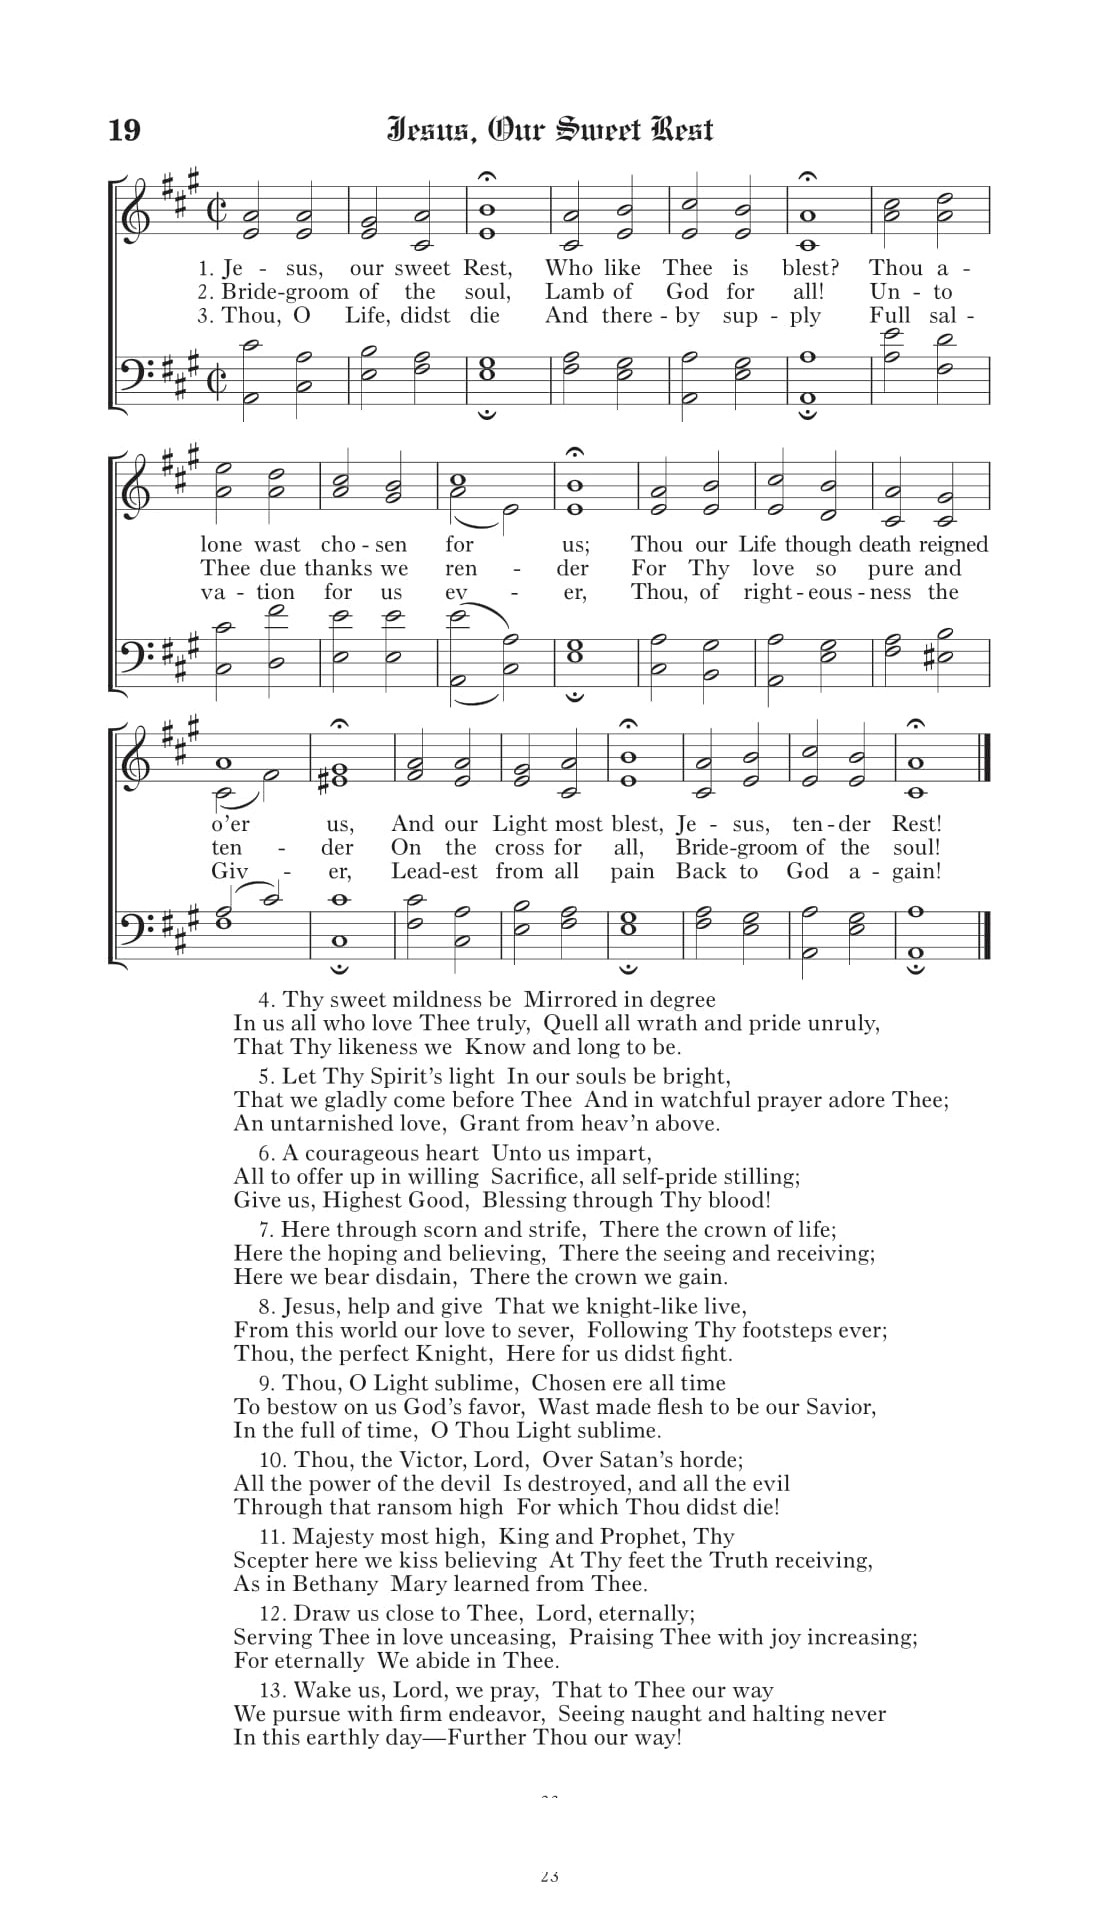 19 Jesus, Our Sweet Rest
1. Je - sus, our sweet Rest, Who like Thee is blest? Thou a -
2. Bride-groom of the soul, Lamb of God for all! Un - to
3. Thou, O Life, didst die And there - by sup - ply Full sal -
lone wast cho - sen for us; Thou our Life though death reigned
Thee due thanks we ren - der For Thy love so pure and
va - tion for us ev - er, Thou, of right - eous - ness the
o'er us, And our Light most blest, Je - sus, ten - der Rest!
ten - der On the cross for all, Bride-groom of the soul!
Giv - er, Lead-est from all pain Back to God a - gain!
4. Thy sweet mildness be Mirrored in degree
In us all who love Thee truly, Quell all wrath and pride unruly,
That Thy likeness we Know and long to be.
5. Let Thy Spirit's light In our souls be bright,
That we gladly come before Thee And in watchful prayer adore Thee;
An untarnished love, Grant from heav'n above.
6. A courageous heart Unto us impart,
All to offer up in willing Sacrifice, all self-pride stilling;
Give us, Highest Good, Blessing through Thy blood!
7. Here through scorn and strife, There the crown of life;
Here the hoping and believing, There the seeing and receiving;
Here we bear disdain, There the crown we gain.
8. Jesus, help and give That we knight-like live,
From this world our love to sever, Following Thy footsteps ever;
Thou, the perfect Knight, Here for us didst fight.
9. Thou, O Light sublime, Chosen ere all time
To bestow on us God's favor, Wast made flesh to be our Savior,
In the full of time, O Thou Light sublime.
10. Thou, the Victor, Lord, Over Satan's horde;
All the power of the devil Is destroyed, and all the evil
Through that ransom high For which Thou didst die!
11. Majesty most high, King and Prophet, Thy
Scepter here we kiss believing At Thy feet the Truth receiving,
As in Bethany Mary learned from Thee.
12. Draw us close to Thee, Lord, eternally;
Serving Thee in love unceasing, Praising Thee with joy increasing;
For eternally We abide in Thee.
13. Wake us, Lord, we pray, That to Thee our way
We pursue with firm endeavor, Seeing naught and halting never
In this earthly day—Further Thou our way!
23